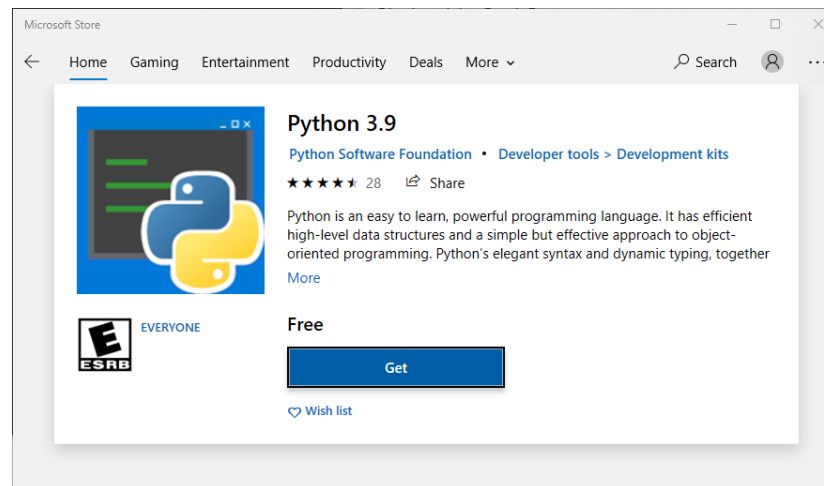 Microsoft Store
Home Gaming Entertainment Productivity Deals More Search
Python 3.9
Python Software Foundation • Developer tools > Development kits
28 Share
Python is an easy to learn, powerful programming language. It has efficient
high-level data structures and a simple but effective approach to object-
oriented programming. Python's elegant syntax and dynamic typing, together
More
E
ESRB
EVERYONE
Free
Get
Wish list